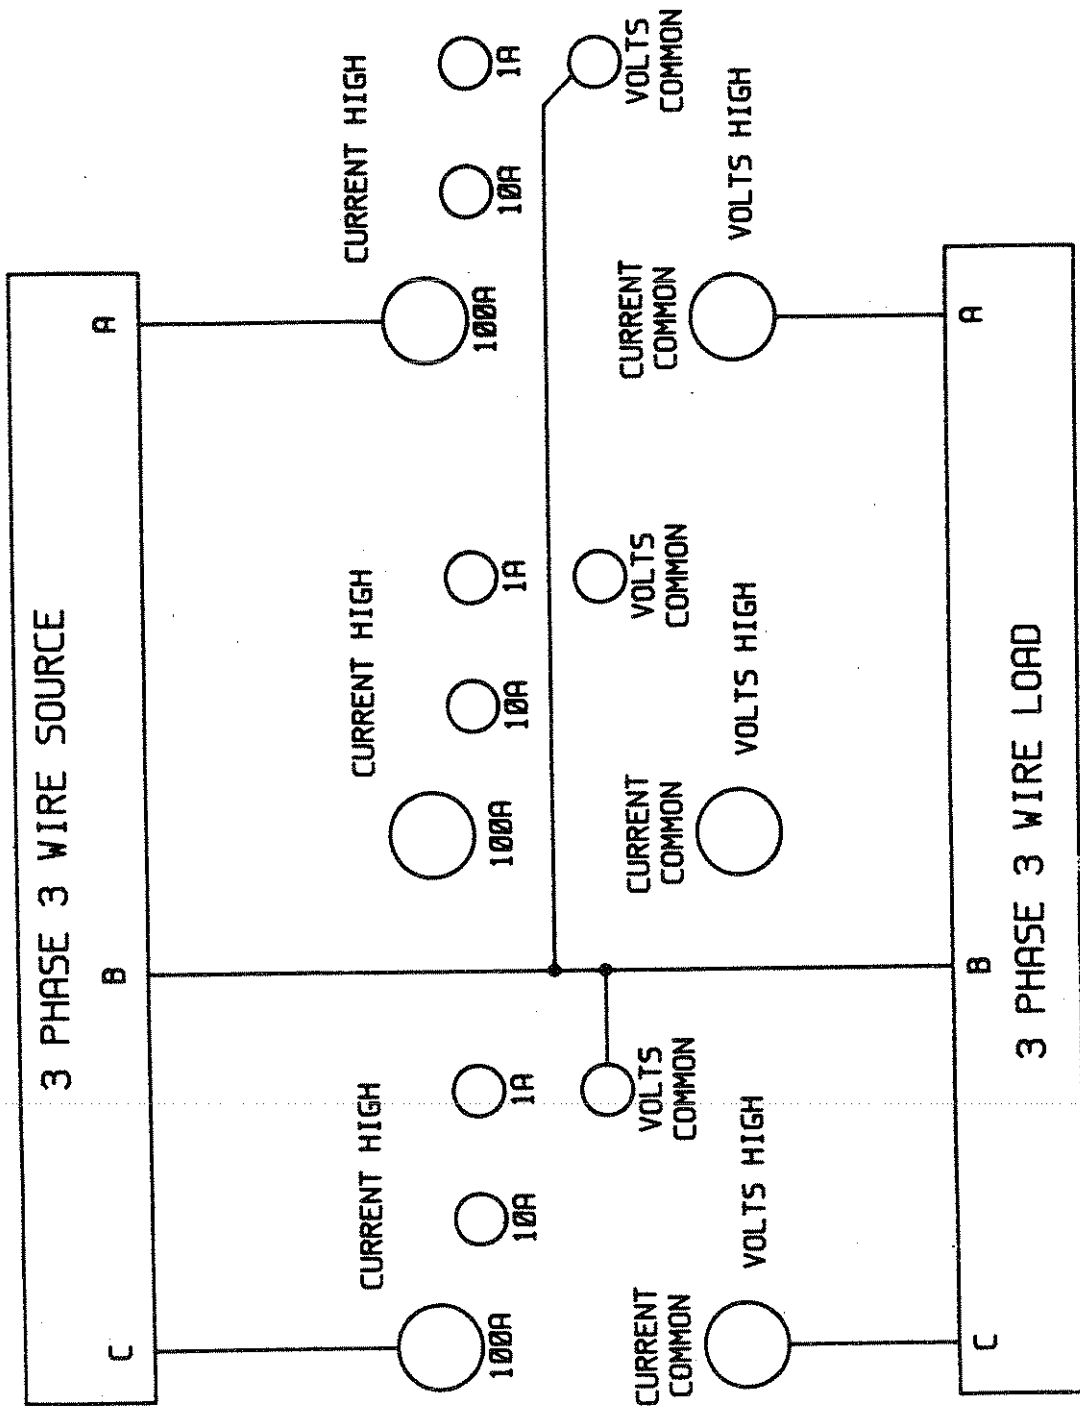 3 PHASE 3 WIRE SOURCE
C
B
A
CURRENT HIGH
100A
10A
1A
CURRENT HIGH
100A
10A
1A
CURRENT HIGH
100A
10A
1A
CURRENT
COMMON
VOLTS
COMMON
VOLTS HIGH
CURRENT
COMMON
VOLTS
COMMON
VOLTS HIGH
CURRENT
COMMON
VOLTS
COMMON
VOLTS HIGH
C
B
A
3 PHASE 3 WIRE LOAD